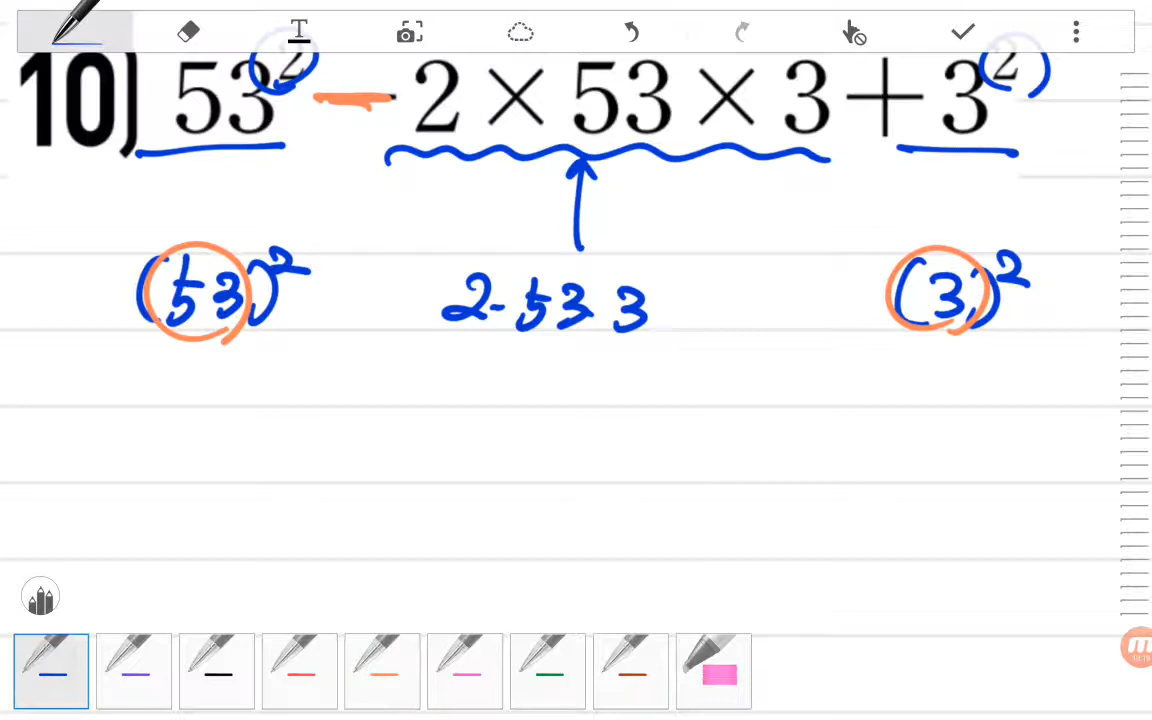 10) 53² - 2 × 53 × 3 + 3²
(53)² 2·53·3 (3)²